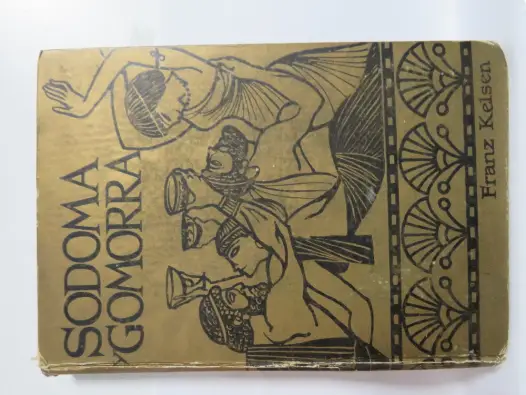 SODOMA
Y GOMORRA
Franz Kelsen